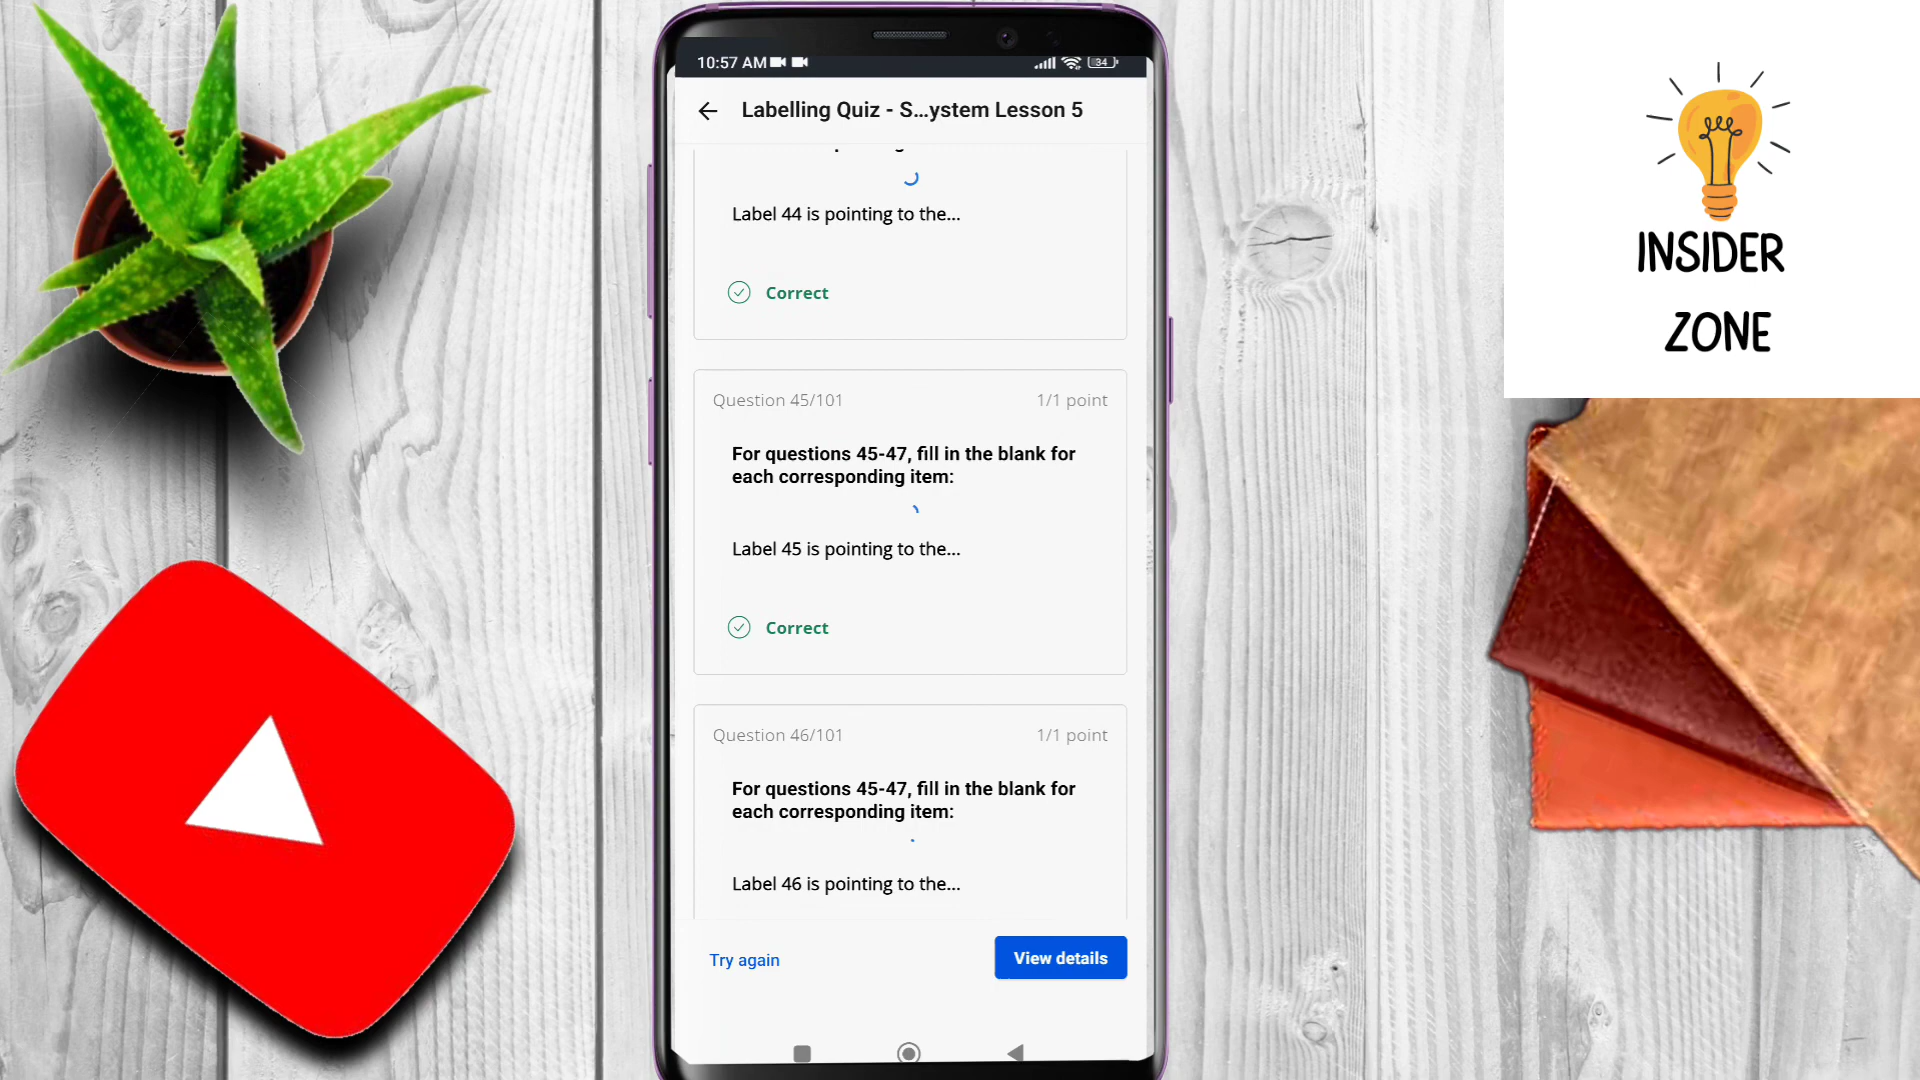 10:57 AM
34
Labelling Quiz - S...ystem Lesson 5
Label 44 is pointing to the...
Correct
Question 45/101
1/1 point
For questions 45-47, fill in the blank for
each corresponding item:
Label 45 is pointing to the...
Correct
Question 46/101
1/1 point
For questions 45-47, fill in the blank for
each corresponding item:
Label 46 is pointing to the...
Try again
View details
INSIDER
ZONE